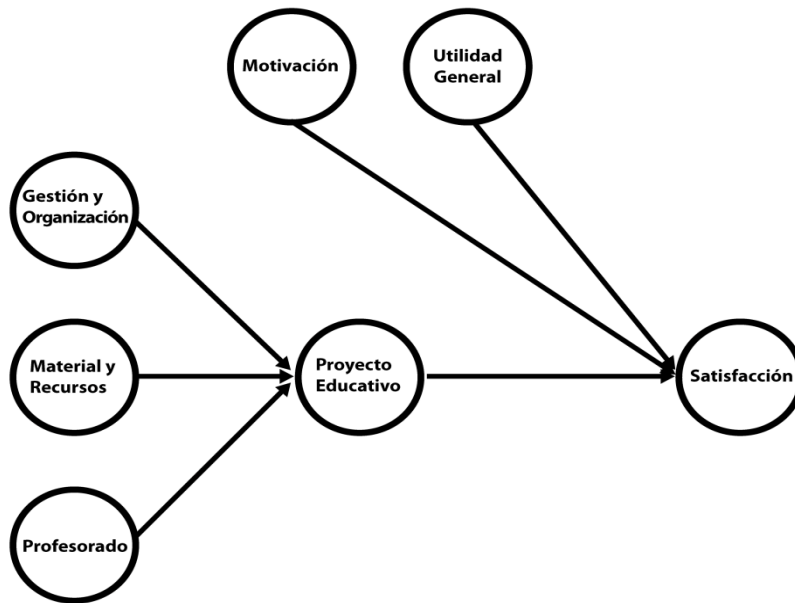 Motivación
Utilidad
General
Gestión y
Organización
Material y
Recursos
Proyecto
Educativo
Satisfacción
Profesorado